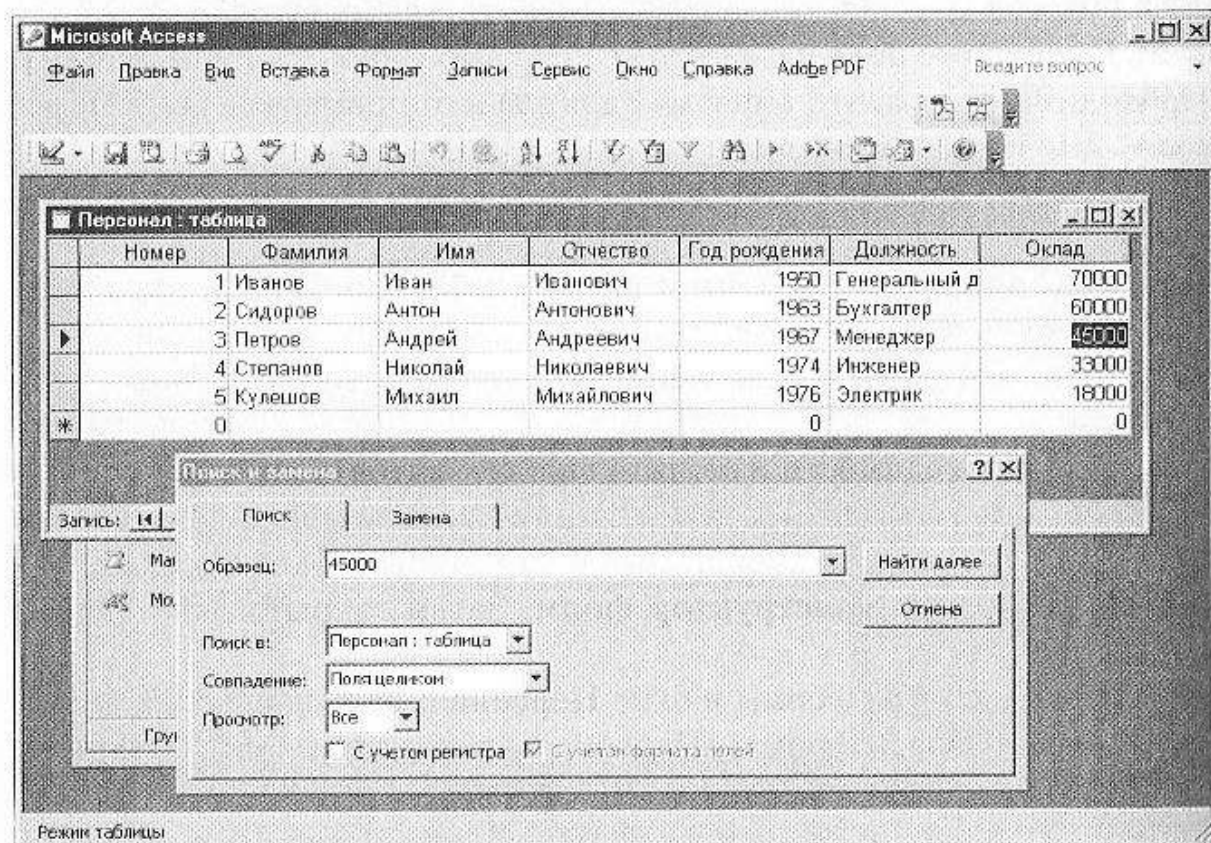 Microsoft Access
Файл Правка Вид Вставка Формат Записи Сервис Окно Справка Adobe PDF Введите вопрос
Персонал : таблица
Номер Фамилия Имя Отчество Год рождения Должность Оклад
1 Иванов Иван Иванович 1950 Генеральный д 70000
2 Сидоров Антон Антонович 1963 Бухгалтер 60000
3 Петров Андрей Андреевич 1967 Менеджер 45000
4 Степанов Николай Николаевич 1974 Инженер 33000
5 Кулешов Михаил Михайлович 1976 Электрик 18000
0 0 0
Поиск и замена
Запись:
Поиск Замена
Мак
Мо
Образец: 45000 Найти далее
Отмена
Поиск в: Персонал : таблица
Совпадение: Поля целиком
Просмотр: Все
Гру
С учетом регистра С учетом формата полей
Режим таблицы